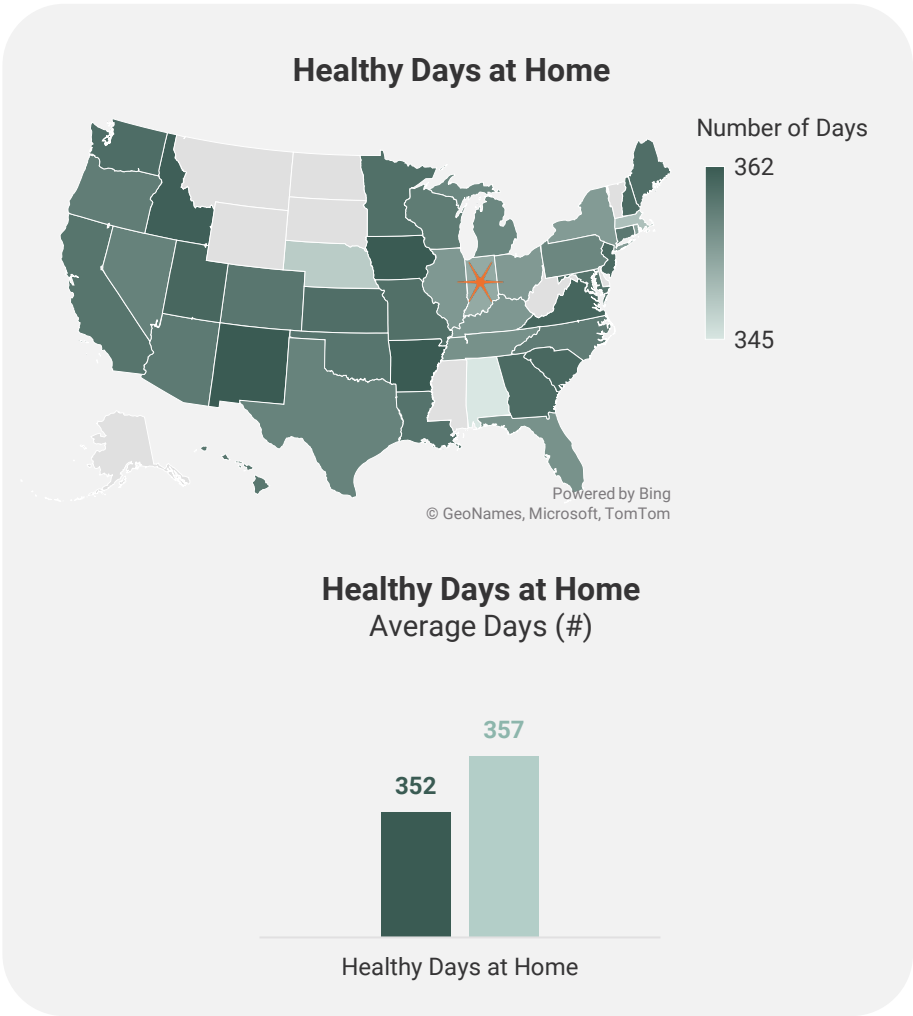 Healthy Days at Home
Number of Days
362
345
Powered by Bing
© GeoNames, Microsoft, TomTom
Healthy Days at Home
Average Days (#)
357
352
Healthy Days at Home